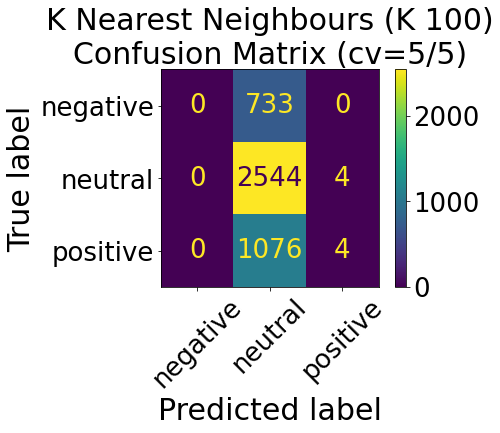 K Nearest Neighbours (K 100)
Confusion Matrix (cv=5/5)
negative 0 733 0
neutral 0 2544 4
positive 0 1076 4
2000
1000
0
True label
negative neutral positive
Predicted label